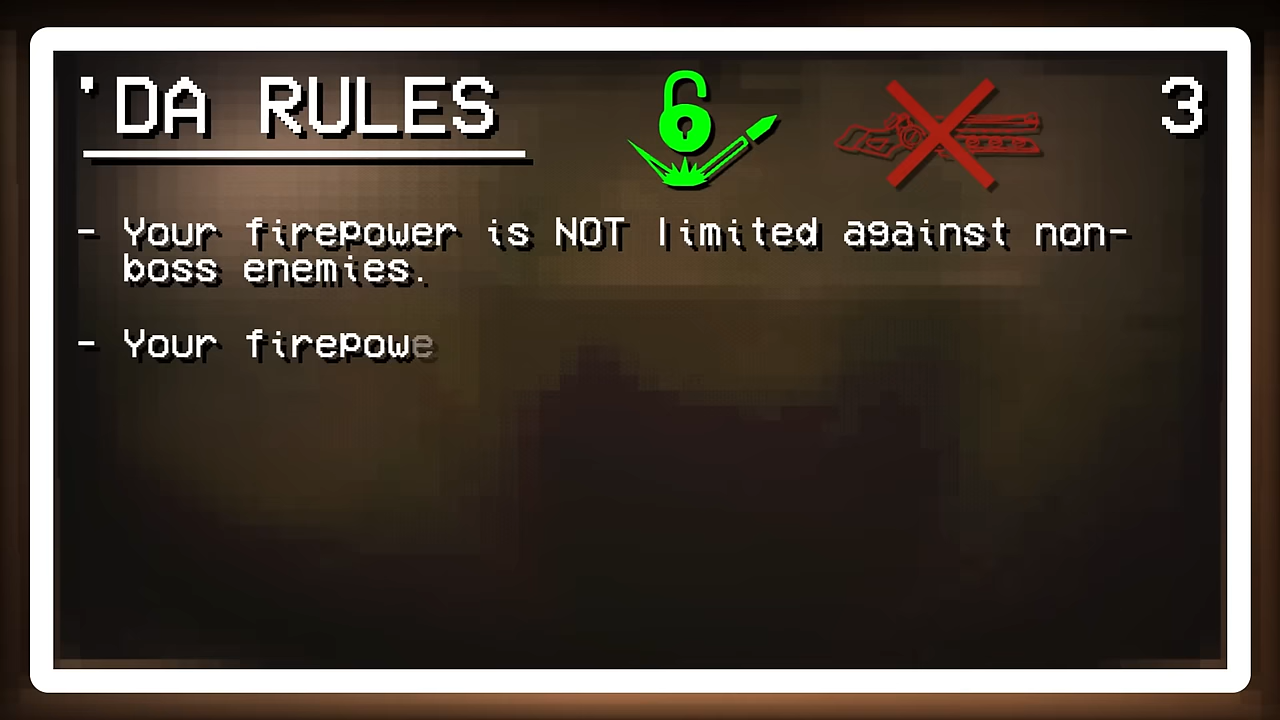 'DA RULES
3
- Your firepower is NOT limited against non-
boss enemies.
- Your firepowe